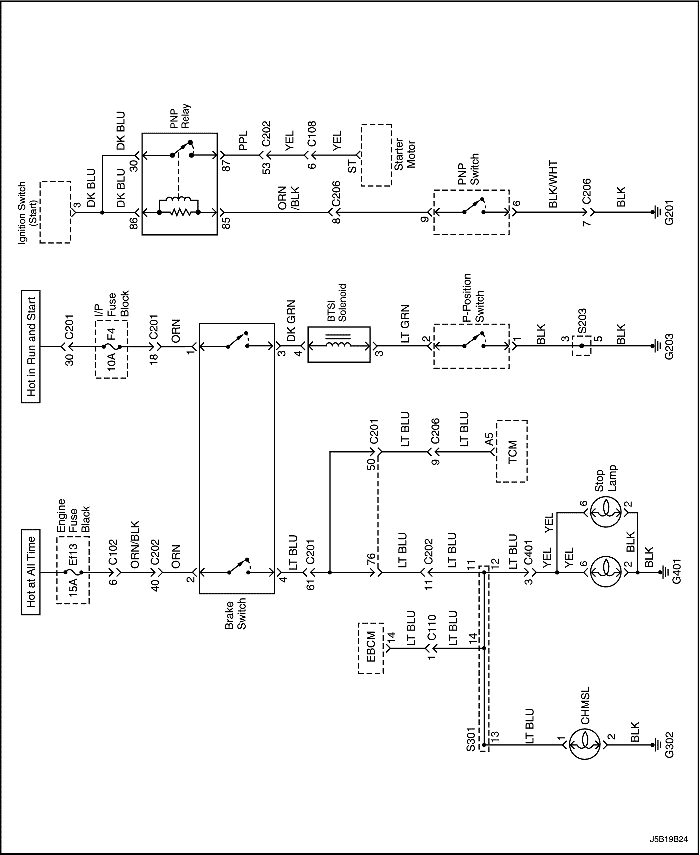 Ignition Switch
(Start)
3
DK BLU
DK BLU
DK BLU
30
86
PNP
Relay
87
85
PPL
C202
53
YEL
C108
6
YEL
ST
Starter
Motor
ORN
/BLK
C206
8
9
PNP
Switch
6
BLK/WHT
C206
7
BLK
G201
Hot in Run and Start
30
C201
I/P
Fuse
Block
10A
F4
18
C201
ORN
1
3
DK GRN
4
BTSI
Solenoid
3
LT GRN
2
P-Position
Switch
1
BLK
3
S203
5
BLK
G203
Hot at All Time
Engine
Fuse
Black
15A
Ef13
6
C102
ORN/BLK
40
C202
ORN
2
Brake
Switch
4
LT BLU
61
C201
50
C201
LT BLU
9
C206
LT BLU
A5
TCM
76
LT BLU
11
C202
LT BLU
11
12
LT BLU
3
C401
YEL
YEL
YEL
6
6
Stop
Lamp
2
2
BLK
BLK
G401
EBCM
14
LT BLU
1
C110
LT BLU
14
S301
13
LT BLU
1
CHMSL
2
BLK
G302
J5B19B24